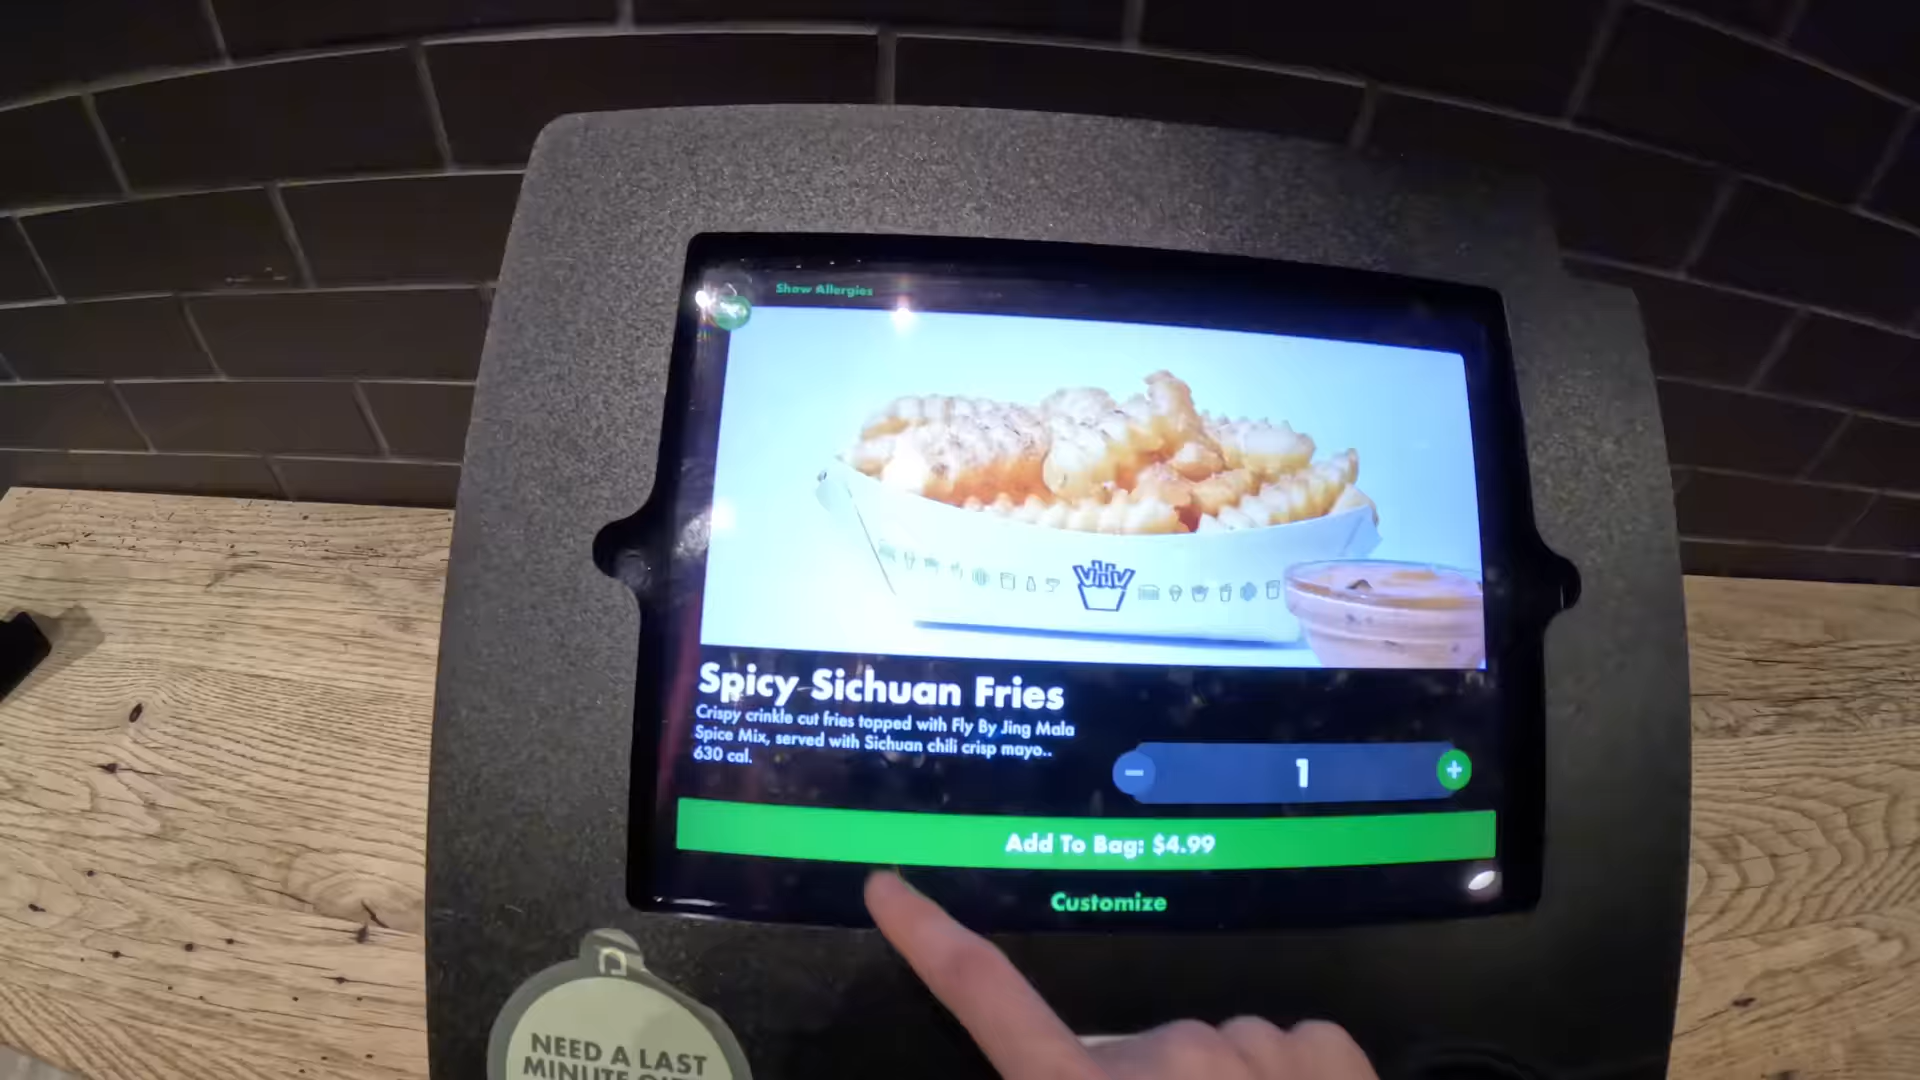 Show Allergies
Spicy Sichuan Fries
Crispy crinkle cut fries topped with Fly By Jing Mala
Spice Mix, served with Sichuan chili crisp mayo..
630 cal.
1
Add To Bag: $4.99
Customize
NEED A LAST
MINUTE